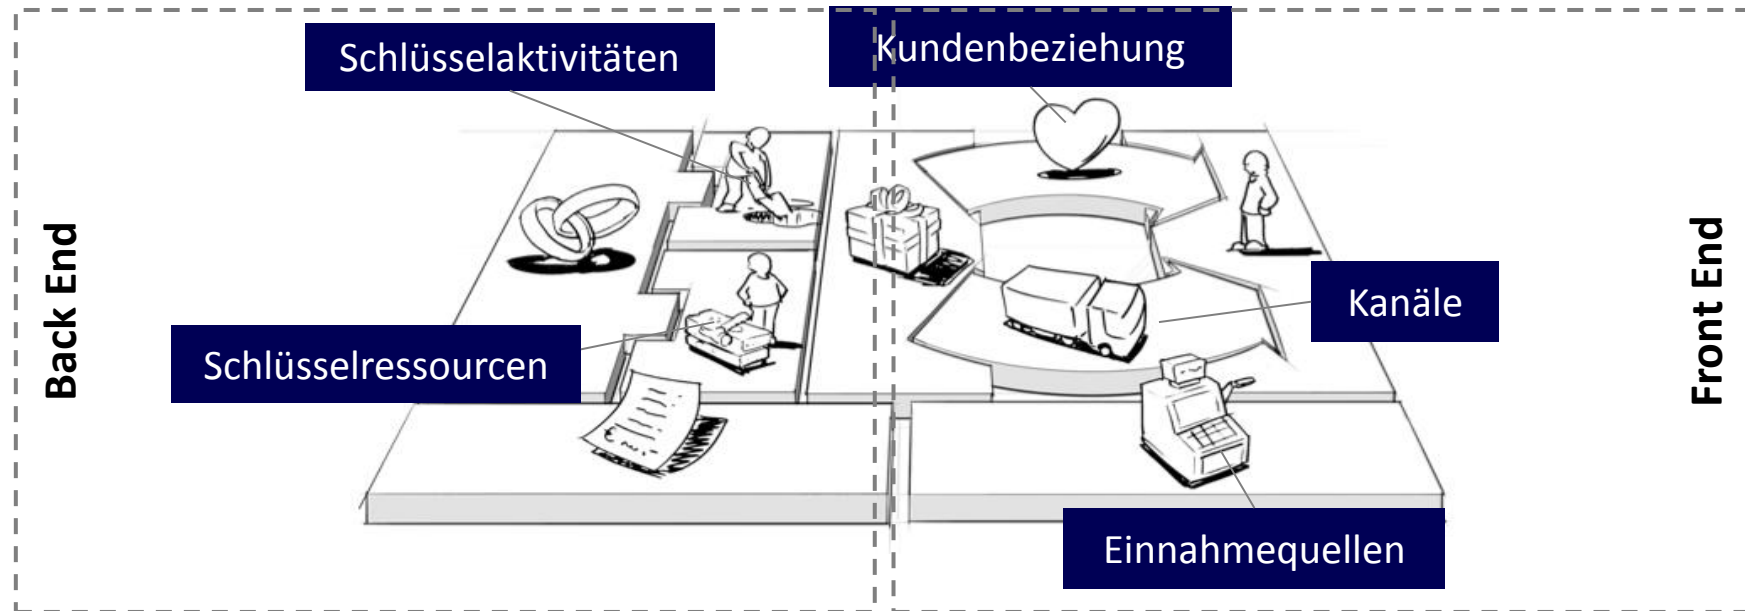 Schlüsselaktivitäten
Kundenbeziehung
Back End
Front End
Kanäle
Schlüsselressourcen
€
Einnahmequellen